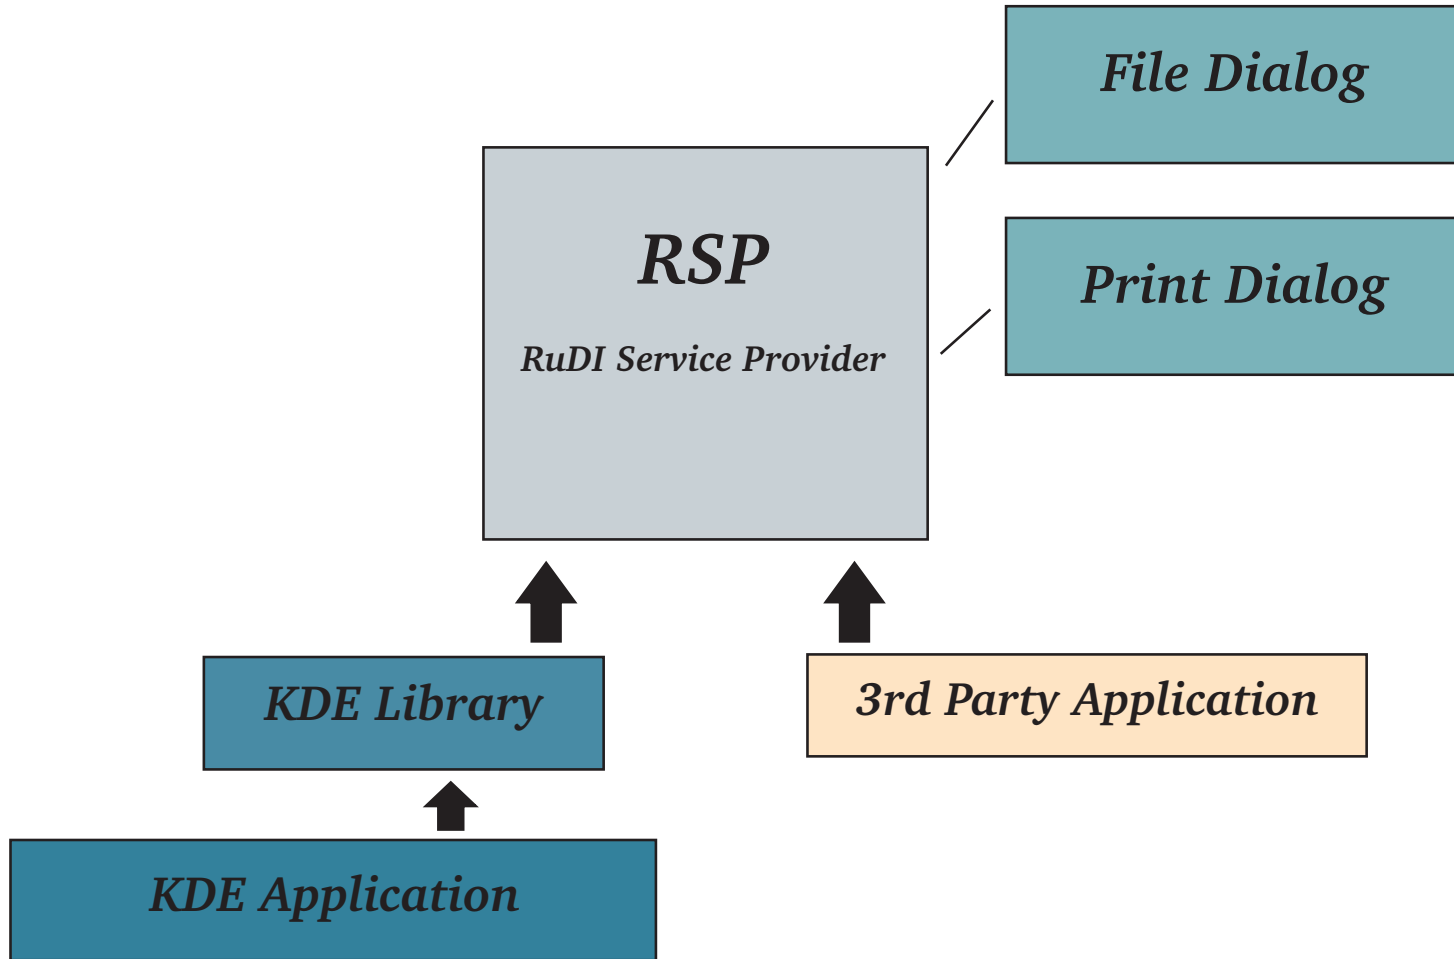 File Dialog
RSP
Print Dialog
RuDI Service Provider
KDE Library
3rd Party Application
KDE Application